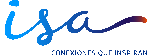 isa
CONEXIONES QUE INSPIRAN